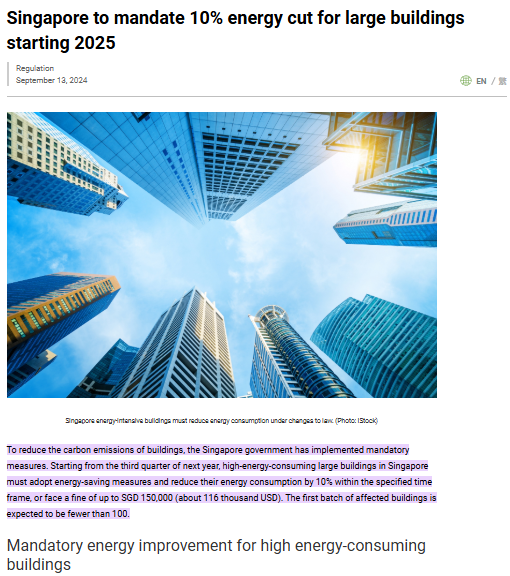 Singapore to mandate 10% energy cut for large buildings
starting 2025
Regulation
September 13, 2024
EN / 繁
Singapore energy-intensive buildings must reduce energy consumption under changes to law. (Photo: iStock)
To reduce the carbon emissions of buildings, the Singapore government has implemented mandatory
measures. Starting from the third quarter of next year, high-energy-consuming large buildings in Singapore
must adopt energy-saving measures and reduce their energy consumption by 10% within the specified time
frame, or face a fine of up to SGD 150,000 (about 116 thousand USD). The first batch of affected buildings is
expected to be fewer than 100.
Mandatory energy improvement for high energy-consuming
buildings